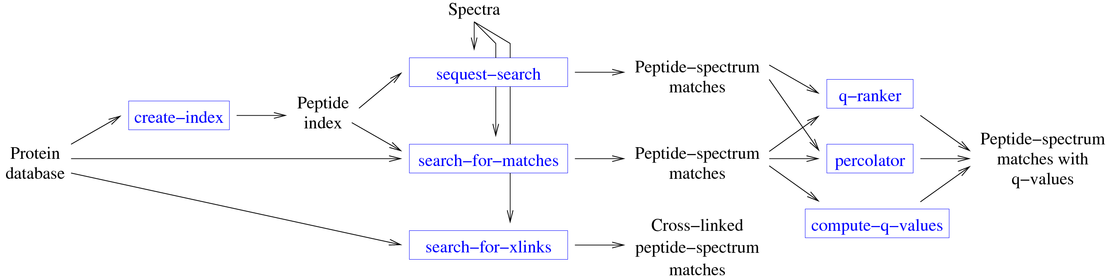 Spectra
sequest−search
Peptide−spectrum
matches
q−ranker
create−index
Peptide
index
Protein
database
search−for−matches
Peptide−spectrum
matches
percolator
Peptide−spectrum
matches with
q−values
compute−q−values
search−for−xlinks
Cross−linked
peptide−spectrum
matches